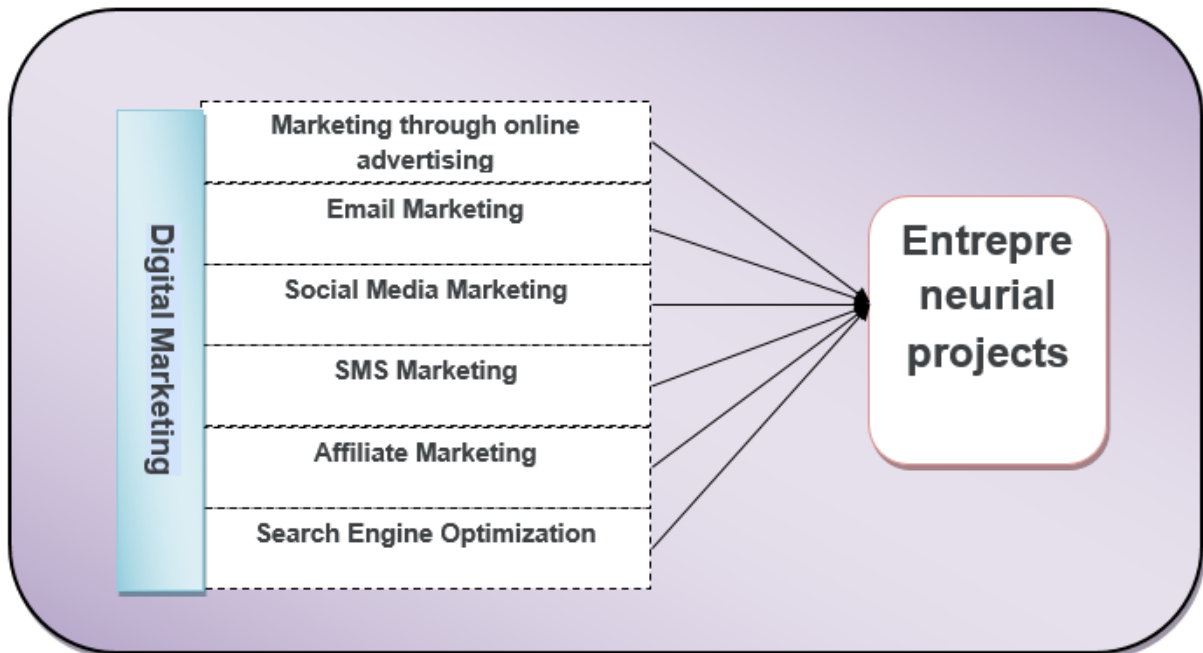 Digital Marketing
Marketing through online
advertising
Email Marketing
Social Media Marketing
SMS Marketing
Affiliate Marketing
Search Engine Optimization
Entrepre
neurial
projects